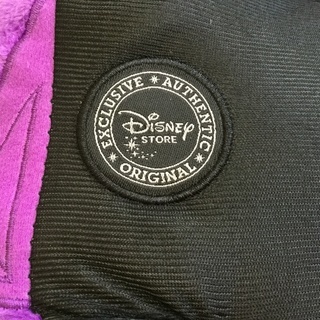 EXCLUSIVE * AUTHENTIC * ORIGINAL *
Disney
STORE